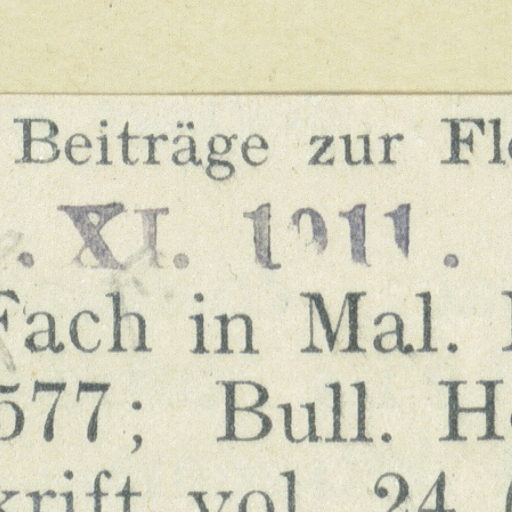 Beiträge zur Fl
. XI. 1911.
Fach in Mal.
577; Bull. H
krift vol. 24